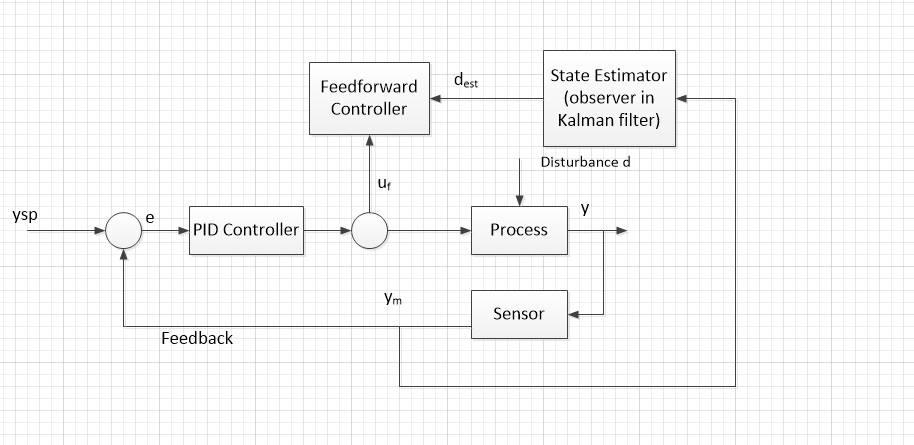 Feedforward
Controller
d_est
State Estimator
(observer in
Kalman filter)
Disturbance d
u_f
ysp
e
PID Controller
Process
y
y_m
Sensor
Feedback